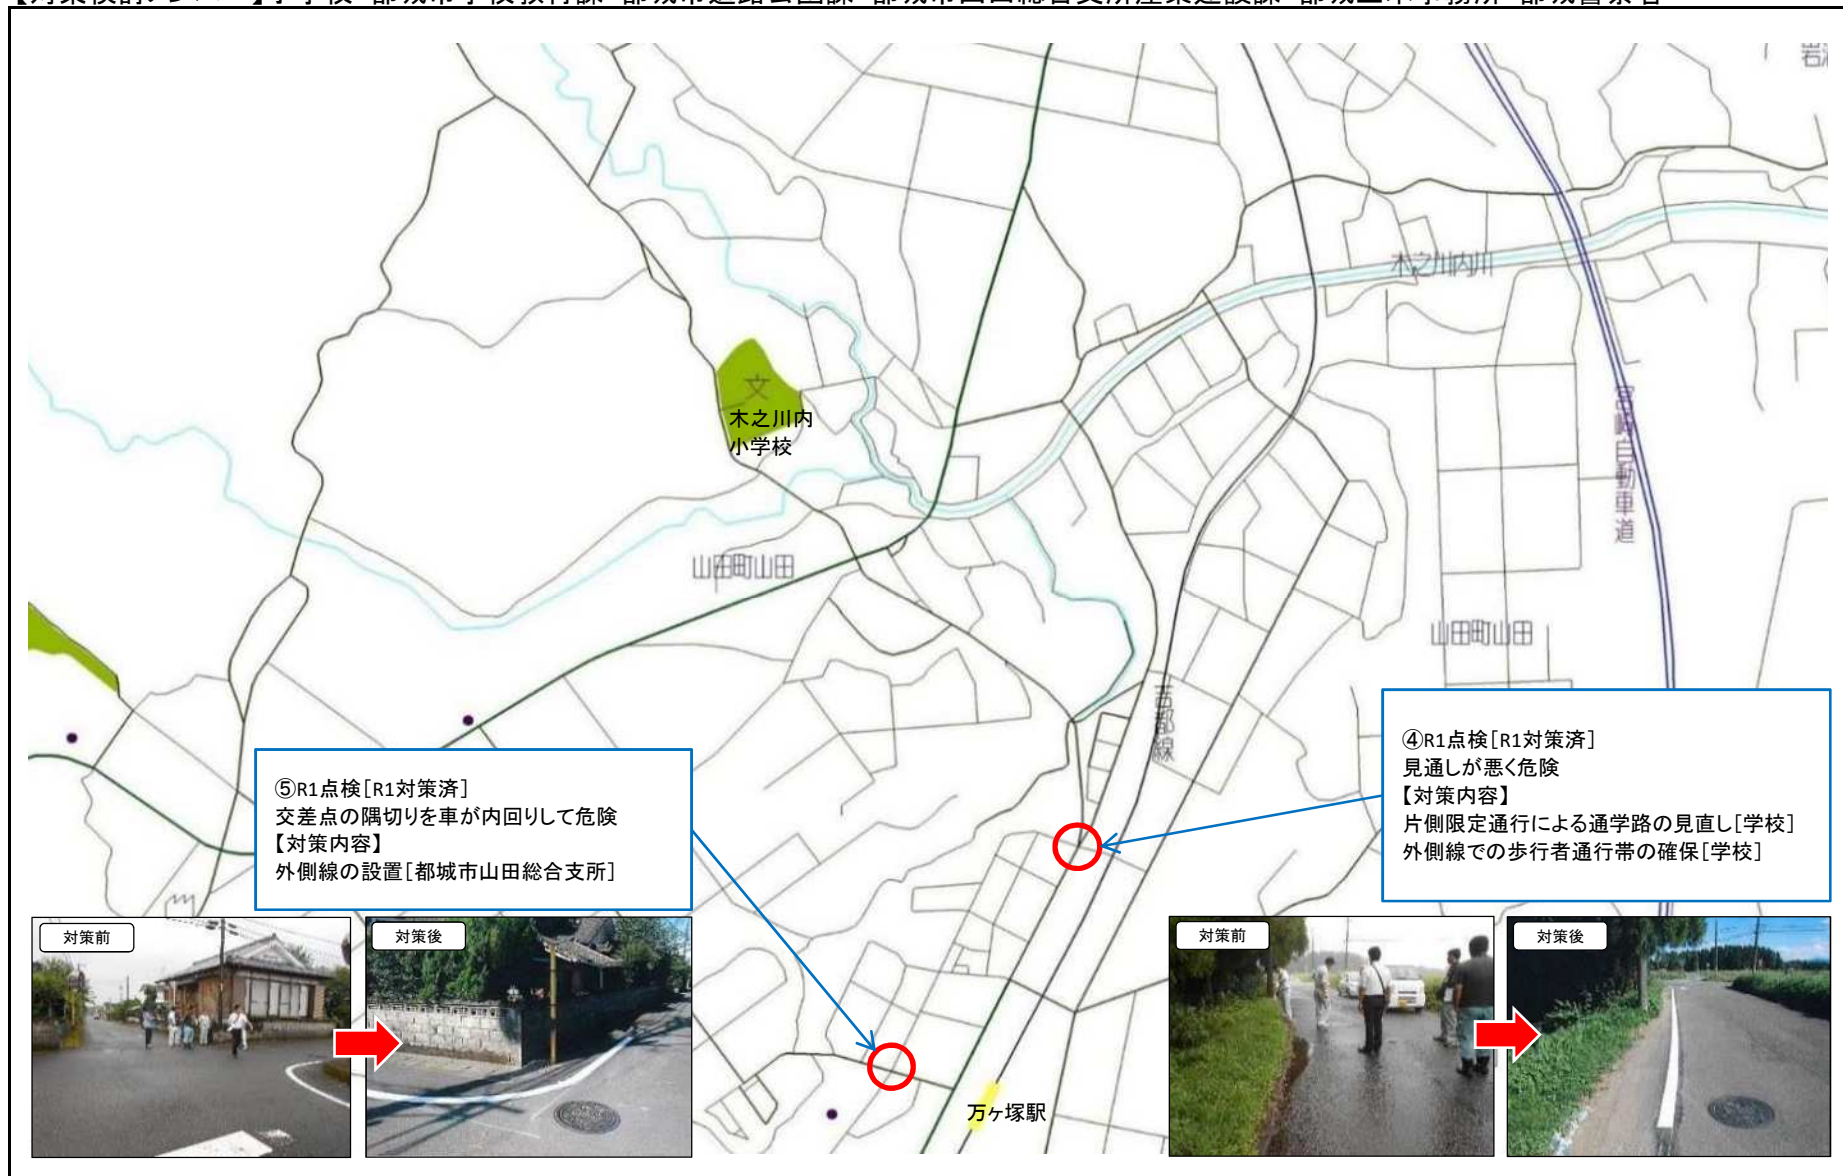 岩
木之川内川
文
木之川内
小学校
宮崎自動車道
山田町山田
山田町山田
吉都線
④R1点検[R1対策済]
見通しが悪く危険
【対策内容】
片側限定通行による通学路の見直し[学校]
外側線での歩行者通行帯の確保[学校]
⑤R1点検[R1対策済]
交差点の隅切りを車が内回りして危険
【対策内容】
外側線の設置[都城市山田総合支所]
対策前
対策後
対策前
対策後
万ヶ塚駅